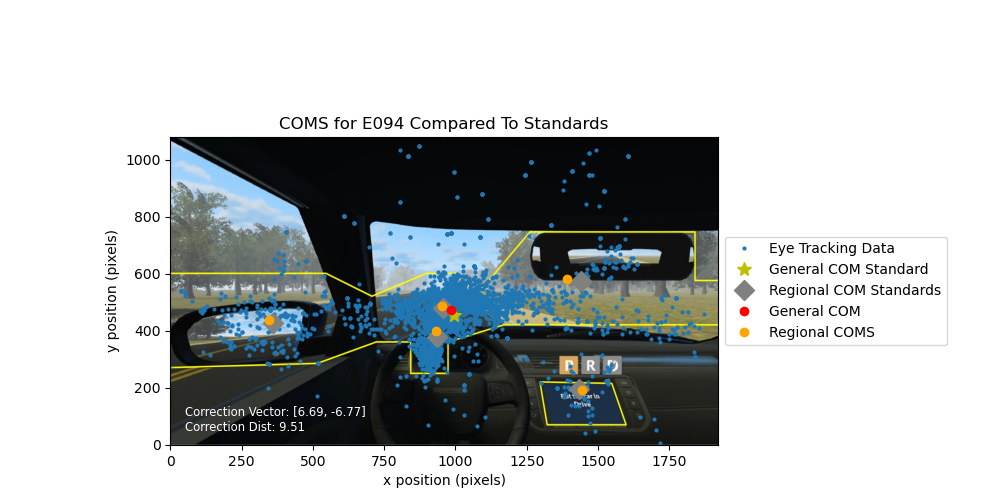 COMS for E094 Compared To Standards
y position (pixels)
1000
800
600
400
200
0
P R D
Drive
Correction Vector: [6.69, -6.77]
Correction Dist: 9.51
0 250 500 750 1000 1250 1500 1750
x position (pixels)
Eye Tracking Data
General COM Standard
Regional COM Standards
General COM
Regional COMS